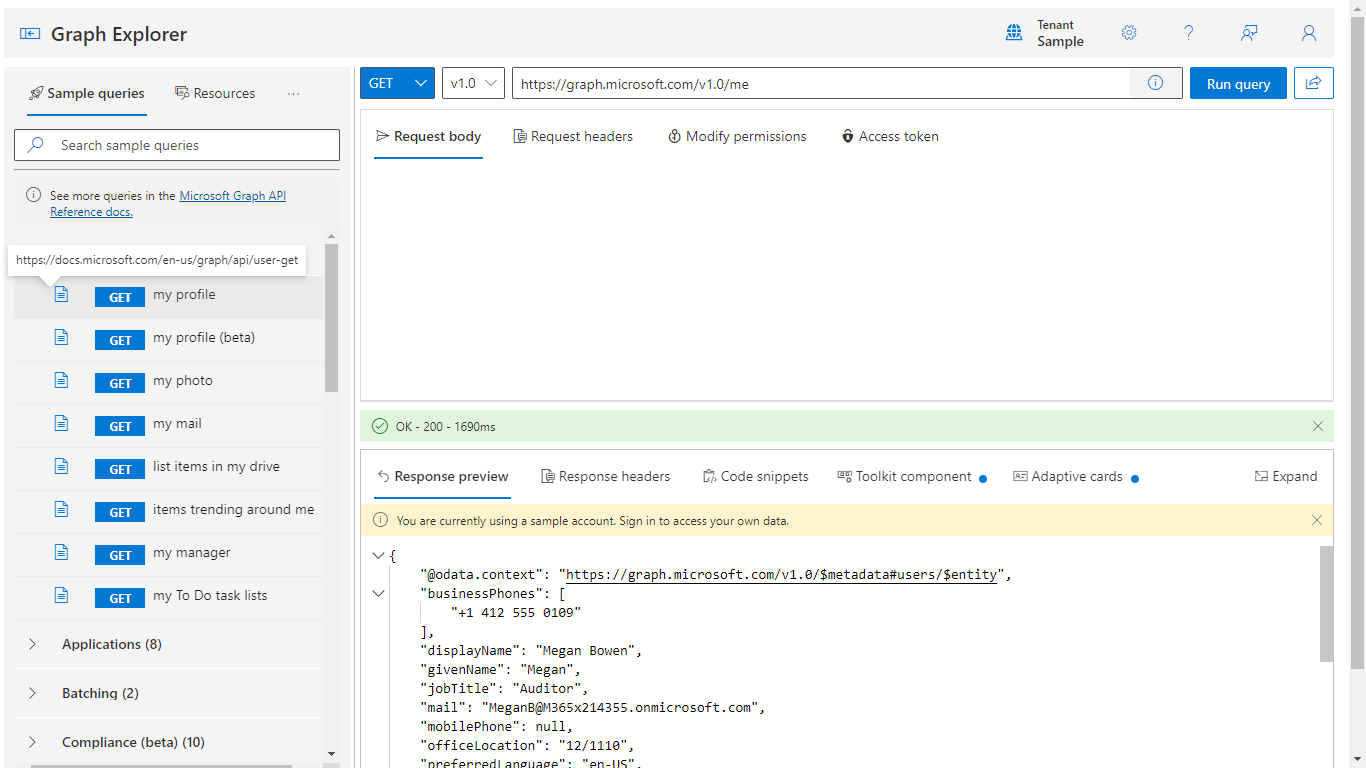 Graph Explorer
Tenant
Sample
Sample queries
Resources
...
Search sample queries
See more queries in the Microsoft Graph API
Reference docs.
https://docs.microsoft.com/en-us/graph/api/user-get
GET my profile
GET my profile (beta)
GET my photo
GET my mail
GET list items in my drive
GET items trending around me
GET my manager
GET my To Do task lists
Applications (8)
Batching (2)
Compliance (beta) (10)
GET
v1.0
https://graph.microsoft.com/v1.0/me
Run query
Request body
Request headers
Modify permissions
Access token
OK - 200 - 1690ms
Response preview
Response headers
Code snippets
Toolkit component
Adaptive cards
Expand
You are currently using a sample account. Sign in to access your own data.
{
"@odata.context": "https://graph.microsoft.com/v1.0/$metadata#users/$entity",
"businessPhones": [
"+1 412 555 0109"
],
"displayName": "Megan Bowen",
"givenName": "Megan",
"jobTitle": "Auditor",
"mail": "MeganB@M365x214355.onmicrosoft.com",
"mobilePhone": null,
"officeLocation": "12/1110",
"preferredLanguage": "en-US",